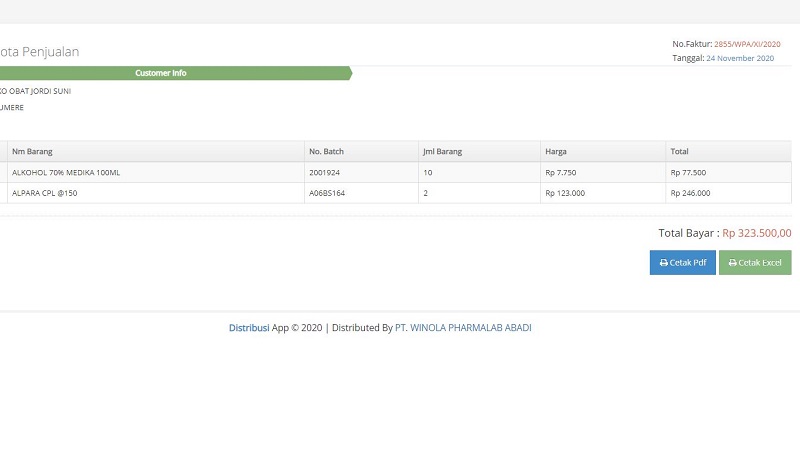 ota Penjualan
No.Faktur: 2855/WPA/XI/2020
Tanggal: 24 November 2020
Customer Info
KO OBAT JORDI SUNI
UMERE
Nm Barang No. Batch Jml Barang Harga Total
ALKOHOL 70% MEDIKA 100ML 2001924 10 Rp 7.750 Rp 77.500
ALPARA CPL @150 A06BS164 2 Rp 123.000 Rp 246.000
Total Bayar : Rp 323.500,00
Cetak Pdf Cetak Excel
Distribusi App © 2020 | Distributed By PT. WINOLA PHARMALAB ABADI